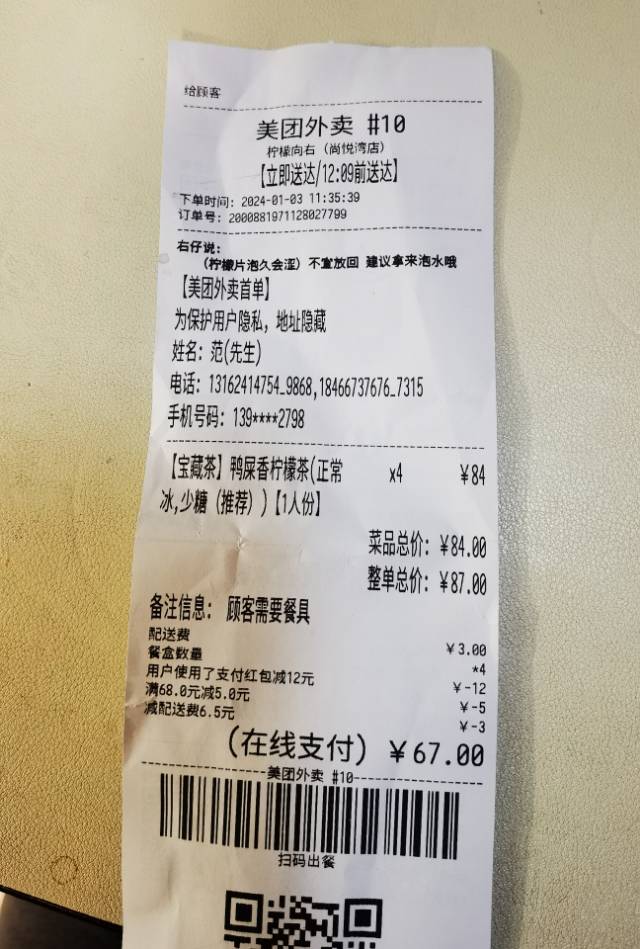 给顾客
美团外卖 #10
柠檬向右（尚悦湾店）
【立即送达/12:09前送达】
下单时间：2024-01-03 11:35:39
订单号：2000881971128027799
右仔说：
（柠檬片泡久会涩）不宜放回 建议拿来泡水哦
【美团外卖首单】
为保护用户隐私，地址隐藏
姓名：范(先生)
电话：13162414754_9868,18466737676_7315
手机号码：139****2798
【宝藏茶】鸭屎香柠檬茶(正常 x4 ￥84
冰,少糖（推荐）)【1人份】
菜品总价：￥84.00
整单总价：￥87.00
备注信息： 顾客需要餐具
配送费 ￥3.00
餐盒数量 *4
用户使用了支付红包减12元 ￥-12
满68.0元减5.0元 ￥-5
减配送费6.5元 ￥-3
(在线支付) ￥67.00
美团外卖 #10
扫码出餐